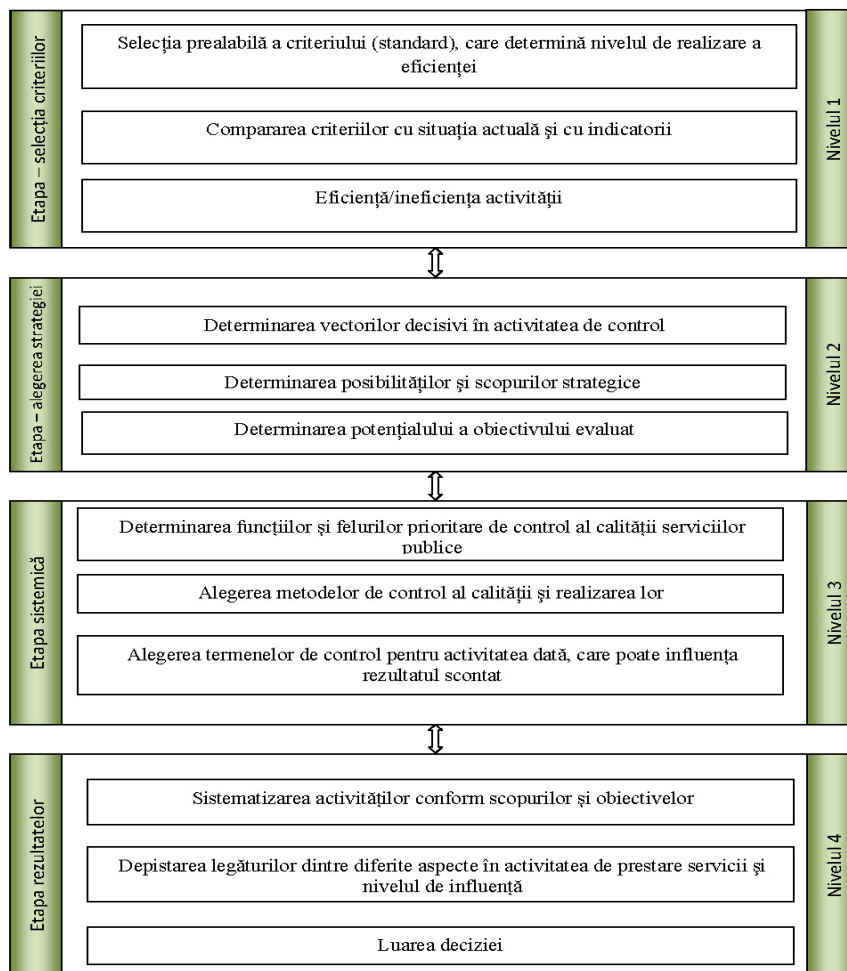 Etapa – selecția criteriilor
Selecția prealabilă a criteriului (standard), care determină nivelul de realizare a
eficienței
Compararea criteriilor cu situația actuală şi cu indicatorii
Eficiență/ineficiența activității
Nivelul 1
Etapa – alegerea strategiei
Determinarea vectorilor decisivi în activitatea de control
Determinarea posibilităților şi scopurilor strategice
Determinarea potențialului a obiectivului evaluat
Nivelul 2
Etapa sistemică
Determinarea funcțiilor şi felurilor prioritare de control al calității serviciilor
publice
Alegerea metodelor de control al calității şi realizarea lor
Alegerea termenelor de control pentru activitatea dată, care poate influența
rezultatul scontat
Nivelul 3
Etapa rezultatelor
Sistematizarea activităților conform scopurilor și obiectivelor
Depistarea legăturilor dintre diferite aspecte în activitatea de prestare servicii şi
nivelul de influență
Luarea deciziei
Nivelul 4